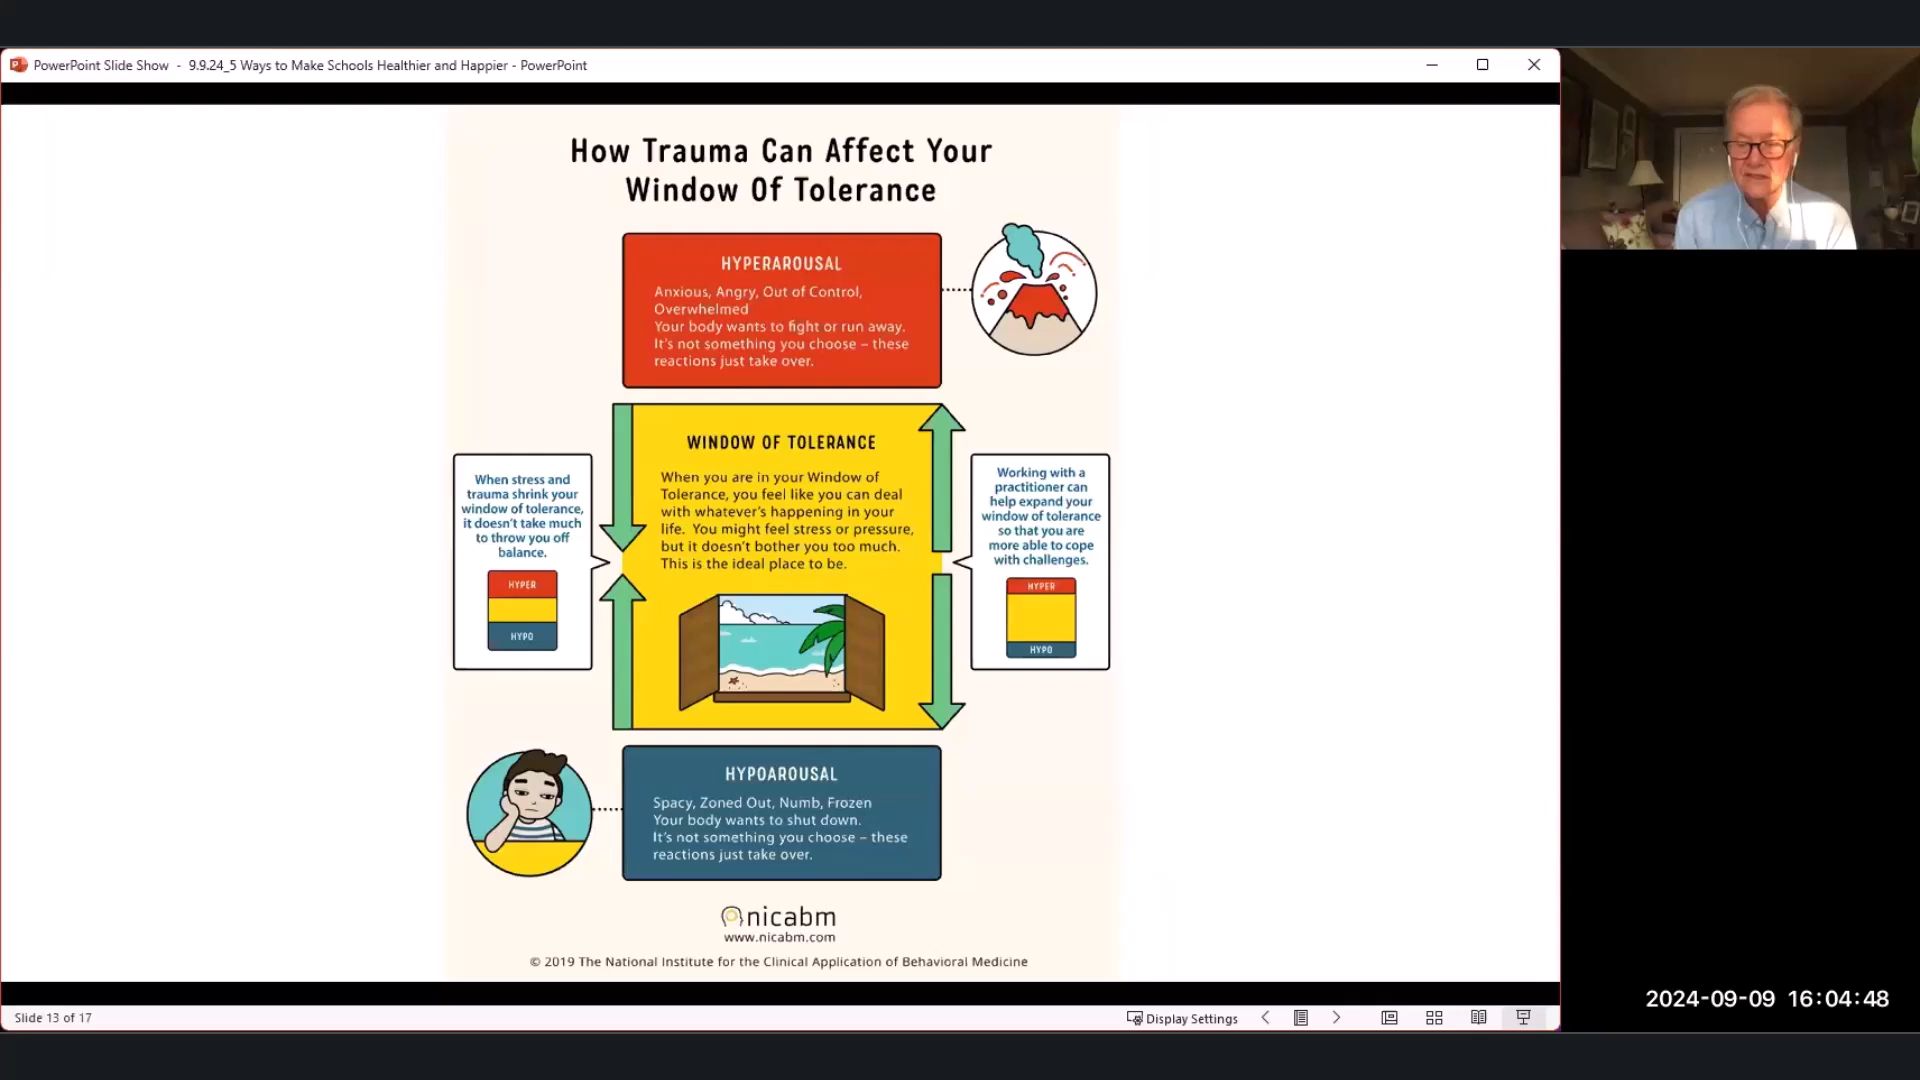 PowerPoint Slide Show - 9.9.24_5 Ways to Make Schools Healthier and Happier - PowerPoint
How Trauma Can Affect Your
Window Of Tolerance
HYPERAROUSAL
Anxious, Angry, Out of Control,
Overwhelmed
Your body wants to fight or run away.
It's not something you choose – these
reactions just take over.
When stress and
trauma shrink your
window of tolerance,
it doesn't take much
to throw you off
balance.
HYPER
HYPO
WINDOW OF TOLERANCE
When you are in your Window of
Tolerance, you feel like you can deal
with whatever's happening in your
life. You might feel stress or pressure,
but it doesn't bother you too much.
This is the ideal place to be.
Working with a
practitioner can
help expand your
window of tolerance
so that you are
more able to cope
with challenges.
HYPER
HYPO
HYPOAROUSAL
Spacy, Zoned Out, Numb, Frozen
Your body wants to shut down.
It's not something you choose – these
reactions just take over.
nicabm
www.nicabm.com
© 2019 The National Institute for the Clinical Application of Behavioral Medicine
Slide 13 of 17
Display Settings
2024-09-09 16:04:48